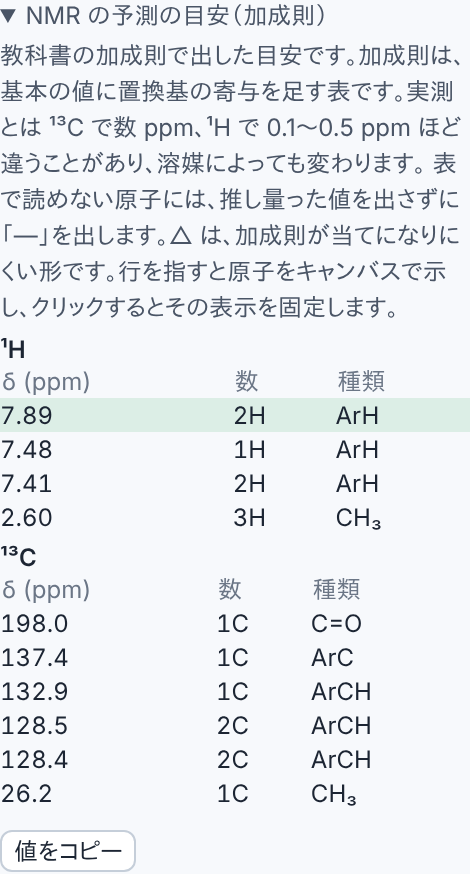 ▼ NMR の予測の目安（加成則）
教科書の加成則で出した目安です。加成則は、
基本の値に置換基の寄与を足す表です。実測
とは ¹³C で数 ppm、¹H で 0.1〜0.5 ppm ほど
違うことがあり、溶媒によっても変わります。 表
で読めない原子には、推し量った値を出さずに
「—」を出します。△ は、加成則が当てになりに
くい形です。行を指すと原子をキャンバスで示
し、クリックするとその表示を固定します。
¹H
δ (ppm) 数 種類
7.89 2H ArH
7.48 1H ArH
7.41 2H ArH
2.60 3H CH₃
¹³C
δ (ppm) 数 種類
198.0 1C C=O
137.4 1C ArC
132.9 1C ArCH
128.5 2C ArCH
128.4 2C ArCH
26.2 1C CH₃
値をコピー